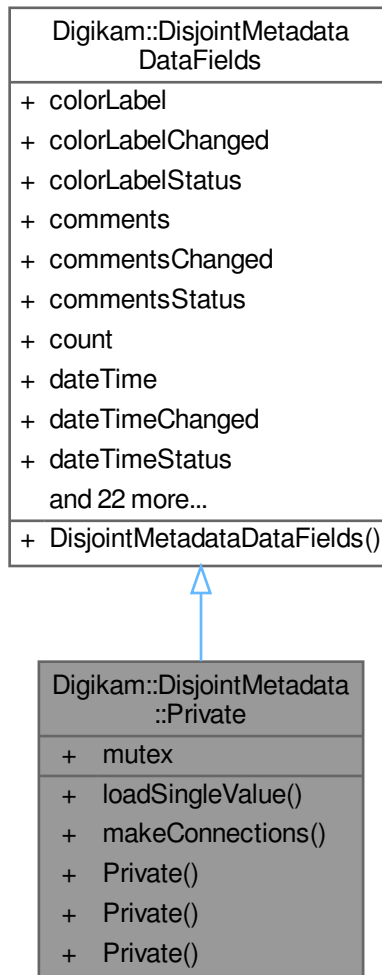 Digikam::DisjointMetadata
DataFields
+ colorLabel
+ colorLabelChanged
+ colorLabelStatus
+ comments
+ commentsChanged
+ commentsStatus
+ count
+ dateTime
+ dateTimeChanged
+ dateTimeStatus
and 22 more...
+ DisjointMetadataDataFields()
Digikam::DisjointMetadata
::Private
+ mutex
+ loadSingleValue()
+ makeConnections()
+ Private()
+ Private()
+ Private()